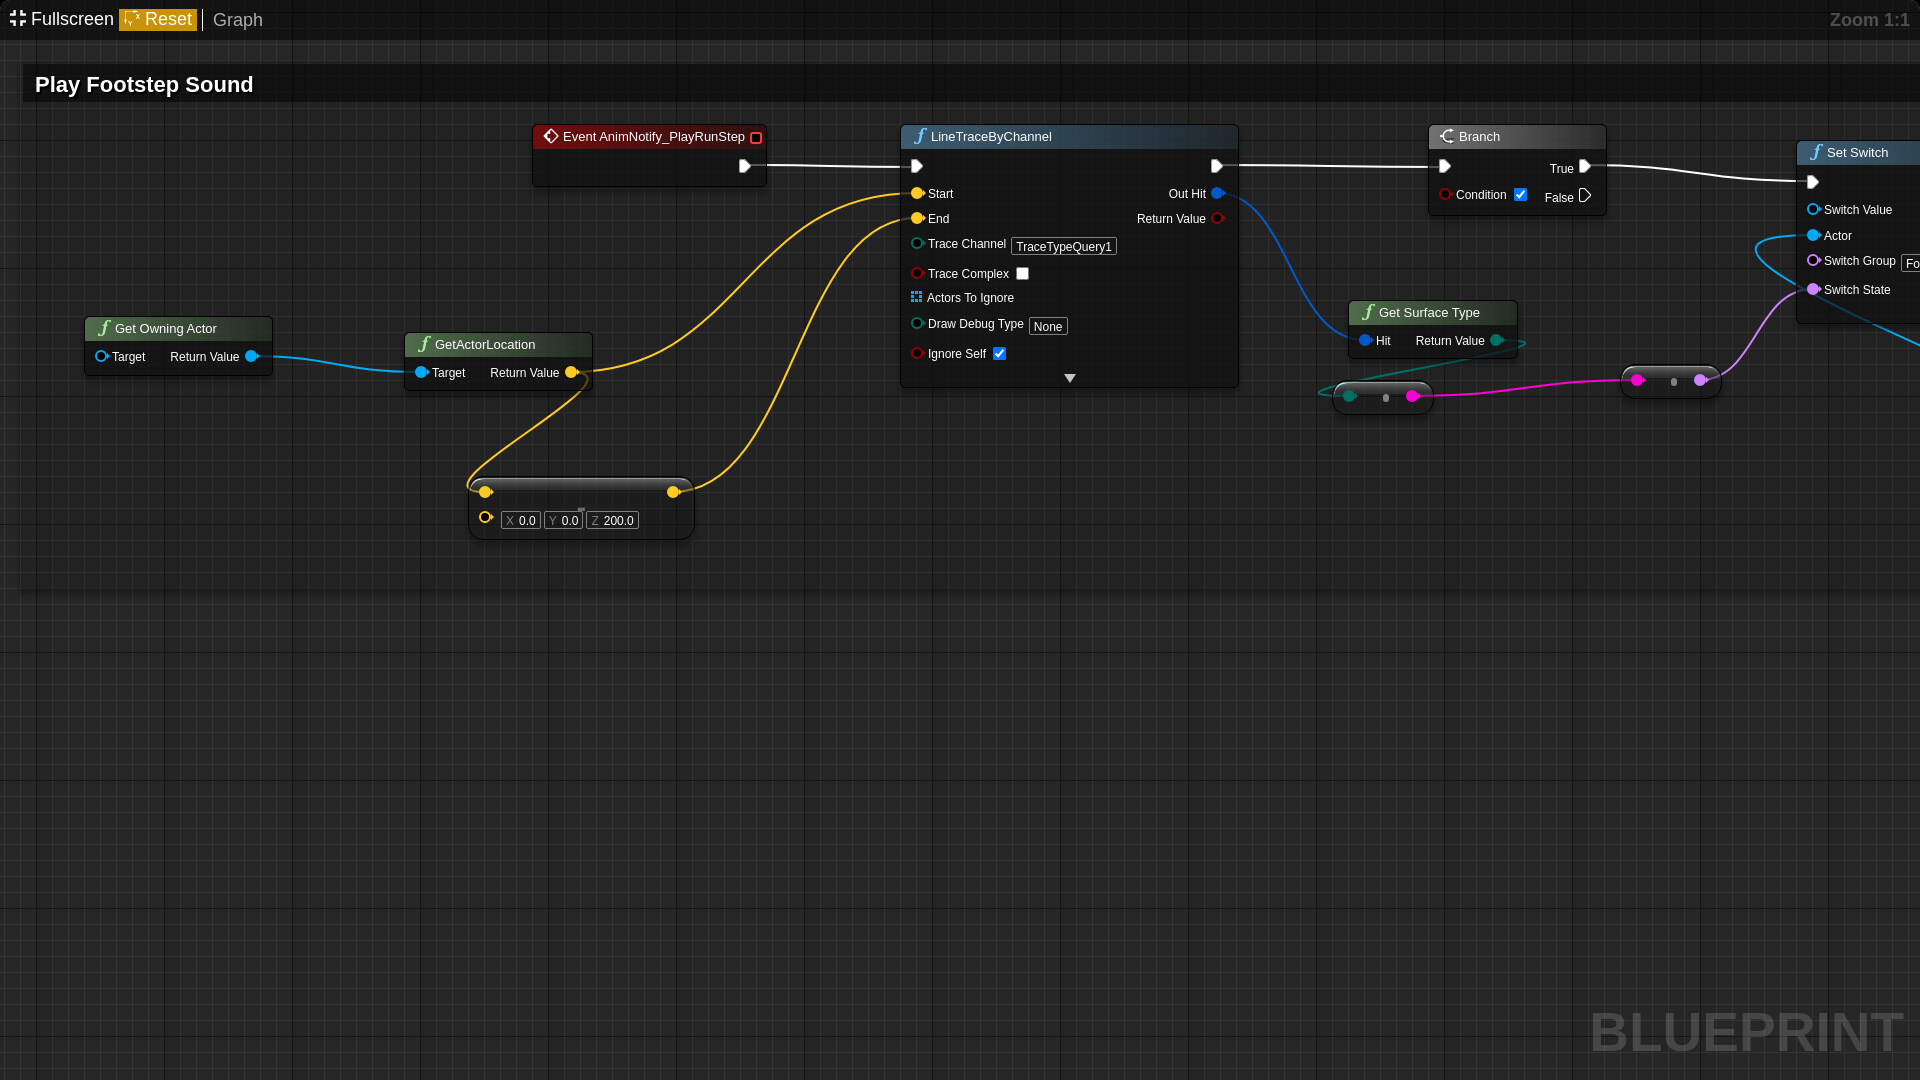 Fullscreen Reset Graph Zoom 1:1
Play Footstep Sound
Event AnimNotify_PlayRunStep
LineTraceByChannel
Start Out Hit
End Return Value
Trace Channel TraceTypeQuery1
Trace Complex
Actors To Ignore
Draw Debug Type None
Ignore Self
Branch
True
Condition False
Set Switch
Switch Value
Actor
Switch Group Fo
Switch State
Get Owning Actor
Target Return Value
GetActorLocation
Target Return Value
Get Surface Type
Hit Return Value
X 0.0 Y 0.0 Z 200.0
BLUEPRINT